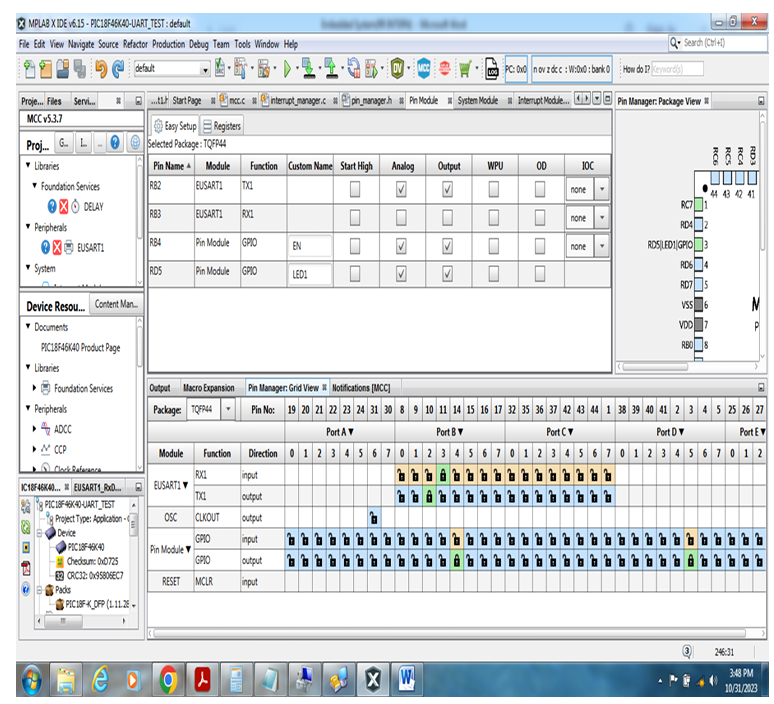 MPLAB X IDE v6.15 - PIC18F46K40-UART_TEST : default
File Edit View Navigate Source Refactor Production Debug Team Tools Window Help
Search (Ctrl+I)
default
PC: 0x0
n ov z dc c : W:0x0 : bank 0
How do I? Keyword(s)
Proje... Files Servi...
MCC v5.3.7
Proj... G... I... ...
Libraries
Foundation Services
DELAY
Peripherals
EUSART1
System
...t1.h Start Page mcc.c interrupt_manager.c pin_manager.h Pin Module System Module Interrupt Module...
Easy Setup Registers
Selected Package : TQFP44
Pin Name Module Function Custom Name Start High Analog Output WPU OD IOC
RB2 EUSART1 TX1 none
RB3 EUSART1 RX1 none
RB4 Pin Module GPIO EN none
RD5 Pin Module GPIO LED1
Pin Manager: Package View
RC6 RC5 RC4 RD3
44 43 42 41
RC7 1
RD4 2
RD5|LED1|GPIO 3
RD6 4
RD7 5
VSS 6
VDD 7
RB0 8
M
P
Device Resou... Content Man...
Documents
PIC18F46K40 Product Page
Libraries
Foundation Services
Peripherals
ADCC
CCP
Clock Reference
Output Macro Expansion Pin Manager: Grid View Notifications [MCC]
Package: TQFP44 Pin No: 19 20 21 22 23 24 31 30 8 9 10 11 14 15 16 17 32 35 36 37 42 43 44 1 38 39 40 41 2 3 4 5 25 26 27
Port A Port B Port C Port D Port E
Module Function Direction 0 1 2 3 4 5 6 7 0 1 2 3 4 5 6 7 0 1 2 3 4 5 6 7 0 1 2 3 4 5 6 7 0 1 2
EUSART1 RX1 input
TX1 output
OSC CLKOUT output
Pin Module GPIO input
GPIO output
RESET MCLR input
IC18F46K40... EUSART1_RxD...
PIC18F46K40-UART_TEST
Project Type: Application - C
Device
PIC18F46K40
Checksum: 0xD725
CRC32: 0x95806EC7
Packs
PIC18F-K_DFP (1.11.28
3 246:31
3:48 PM
10/31/2023